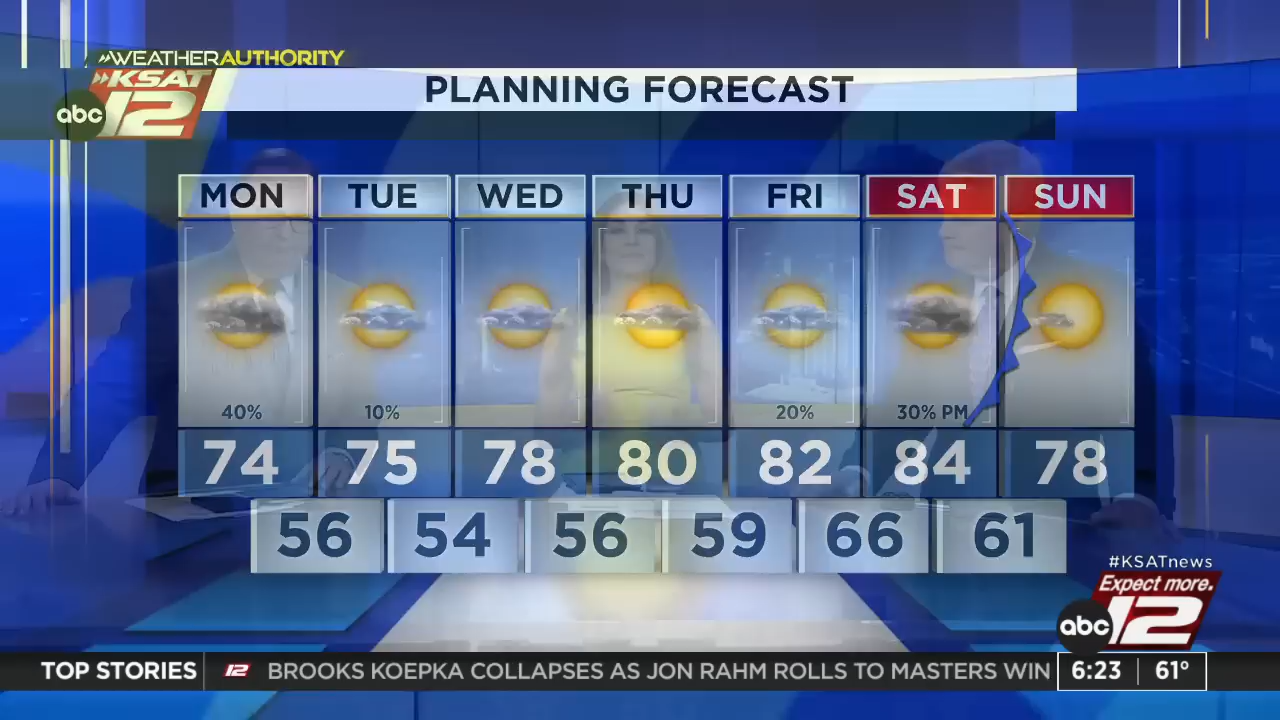 WEATHERAUTHORITY
KSAT
abc 12
PLANNING FORECAST
MON TUE WED THU FRI SAT SUN
40% 10% 20% 30% PM
74 75 78 80 82 84 78
56 54 56 59 66 61
#KSATnews
Expect more.
abc 12
TOP STORIES 12 BROOKS KOEPKA COLLAPSES AS JON RAHM ROLLS TO MASTERS WIN 6:23 61°